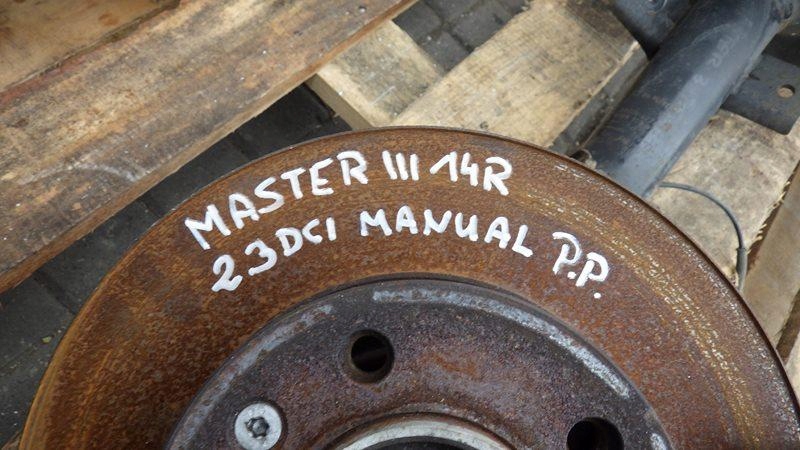 MASTER III 14R
2.3DCI MANUAL P.P.